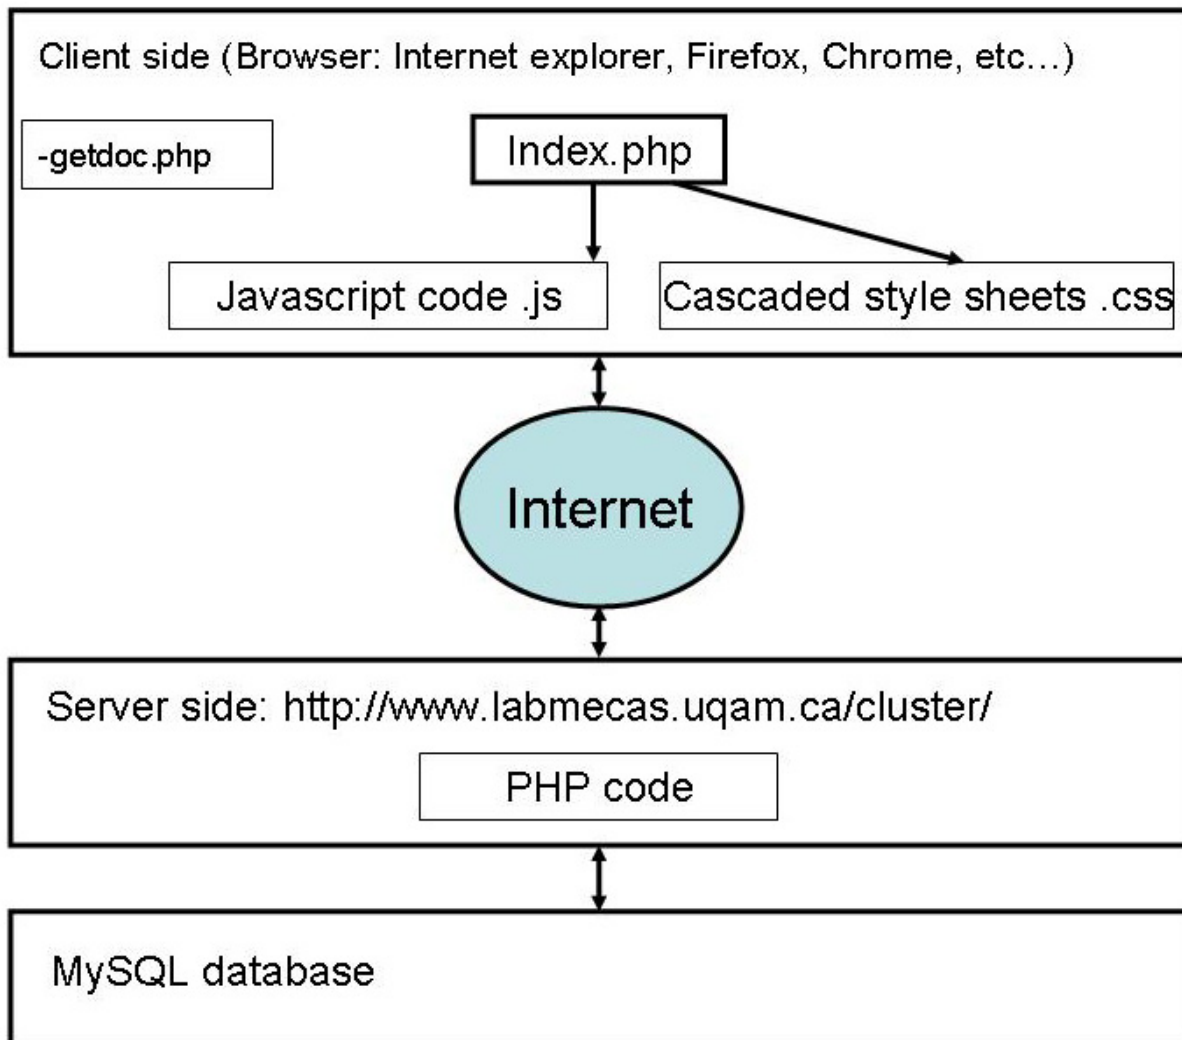 Client side (Browser: Internet explorer, Firefox, Chrome, etc...)
-getdoc.php
Index.php
Javascript code .js
Cascaded style sheets .css
Internet
Server side: http://www.labmecas.uqam.ca/cluster/
PHP code
MySQL database